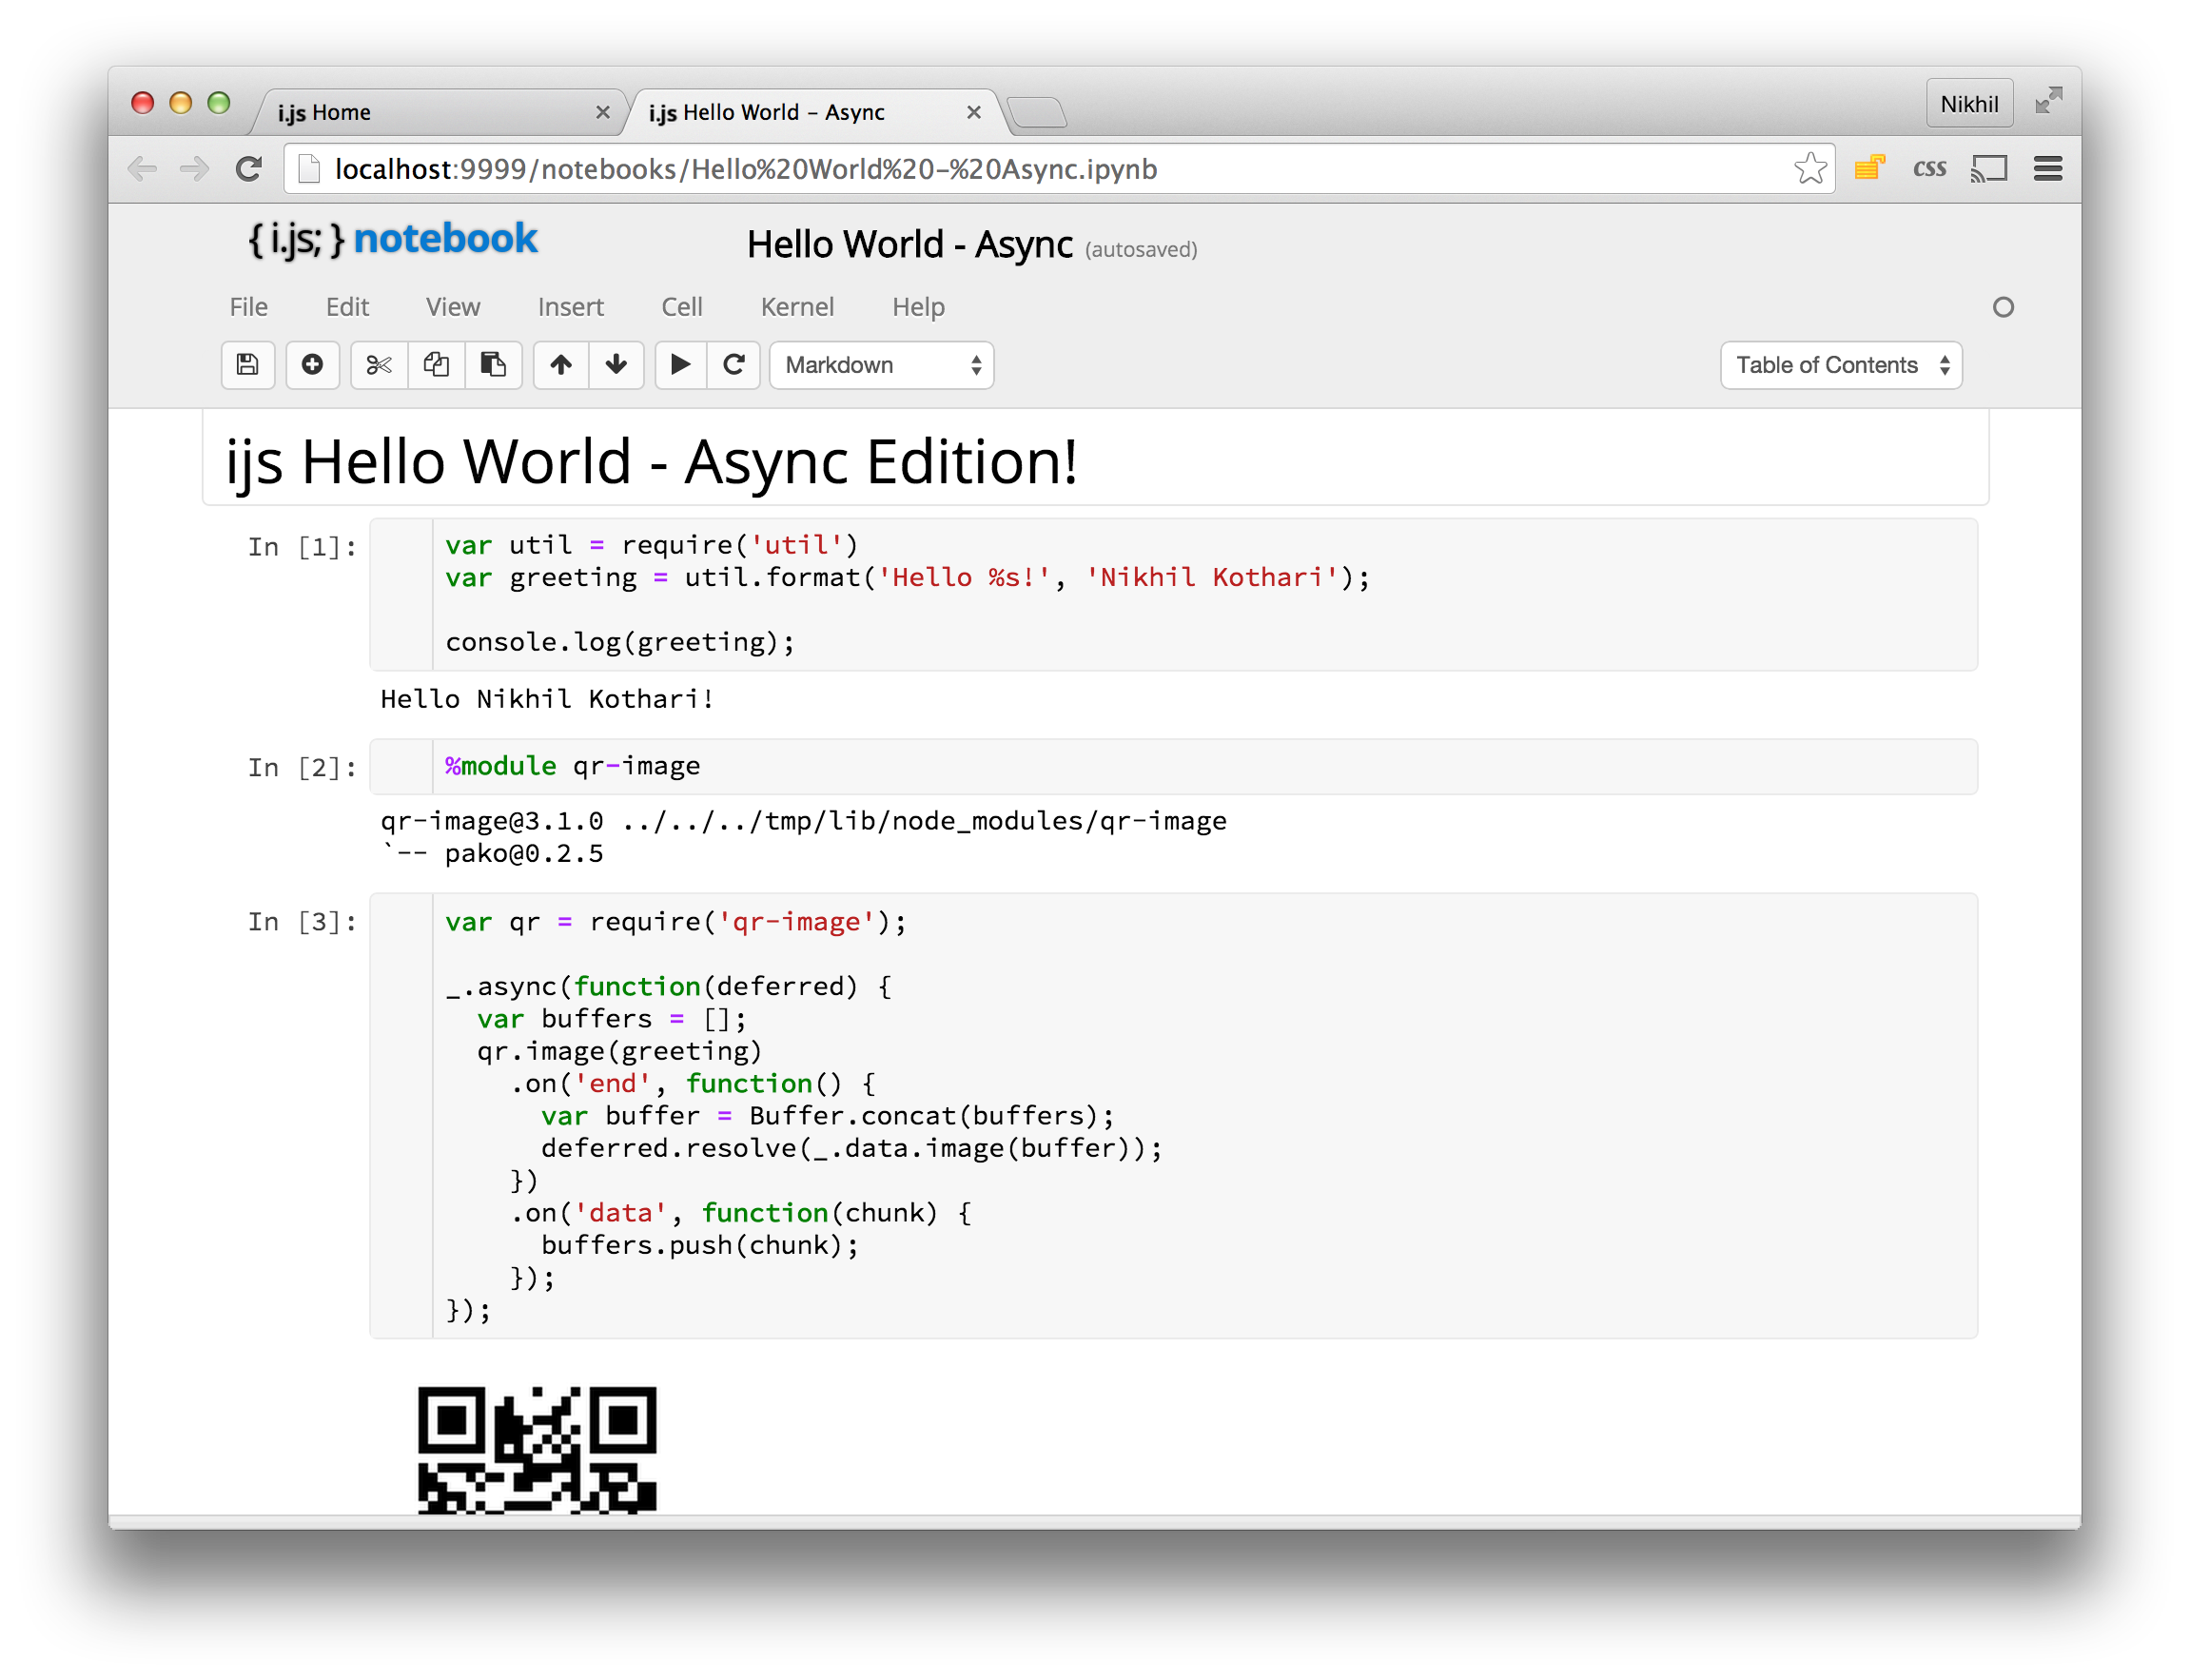 i.js Home
i.js Hello World - Async
Nikhil
localhost:9999/notebooks/Hello%20World%20-%20Async.ipynb
css
{ i.js; } notebook
Hello World - Async (autosaved)
File Edit View Insert Cell Kernel Help
Markdown
Table of Contents
ijs Hello World - Async Edition!
In [1]:
var util = require('util')
var greeting = util.format('Hello %s!', 'Nikhil Kothari');
console.log(greeting);
Hello Nikhil Kothari!
In [2]:
%module qr-image
qr-image@3.1.0 ../../../tmp/lib/node_modules/qr-image
`-- pako@0.2.5
In [3]:
var qr = require('qr-image');
_.async(function(deferred) {
  var buffers = [];
  qr.image(greeting)
    .on('end', function() {
      var buffer = Buffer.concat(buffers);
      deferred.resolve(_.data.image(buffer));
    })
    .on('data', function(chunk) {
      buffers.push(chunk);
    });
});